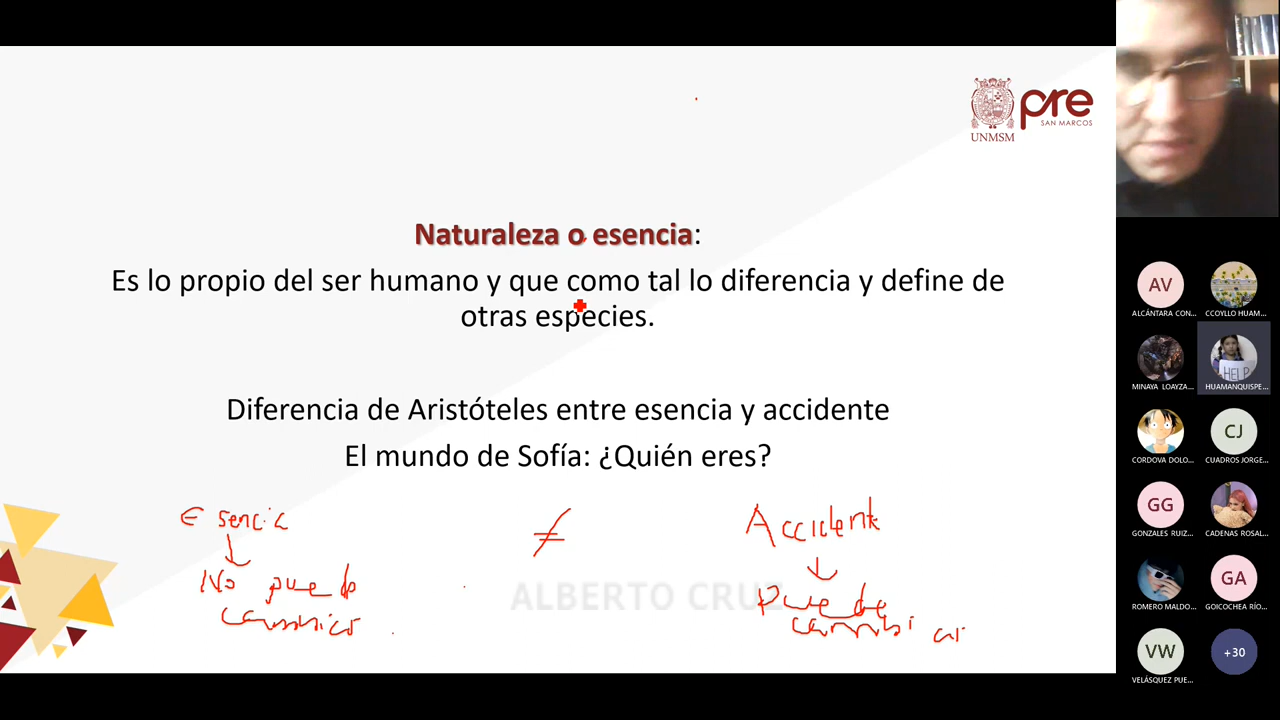 pre
SAN MARCOS
UNMSM
Naturaleza o esencia:
Es lo propio del ser humano y que como tal lo diferencia y define de
otras especies.
Diferencia de Aristóteles entre esencia y accidente
El mundo de Sofía: ¿Quién eres?
Esencia ≠ Accidente
No puede
cambiar
Puede
cambiar
ALBERTO CRUZ
AV
ALCÁNTARA CON...
CCOYLLO HUAM...
MINAYA LOAYZA...
HELP
HUAMANQUISPE...
CORDOVA DOLO...
CJ
CUADROS JORGE...
GG
GONZALES RUIZ...
CADENAS ROSAL...
ROMERO MALDO...
GA
GOICOCHEA RÍO...
VW
VELÁSQUEZ PUE...
+30